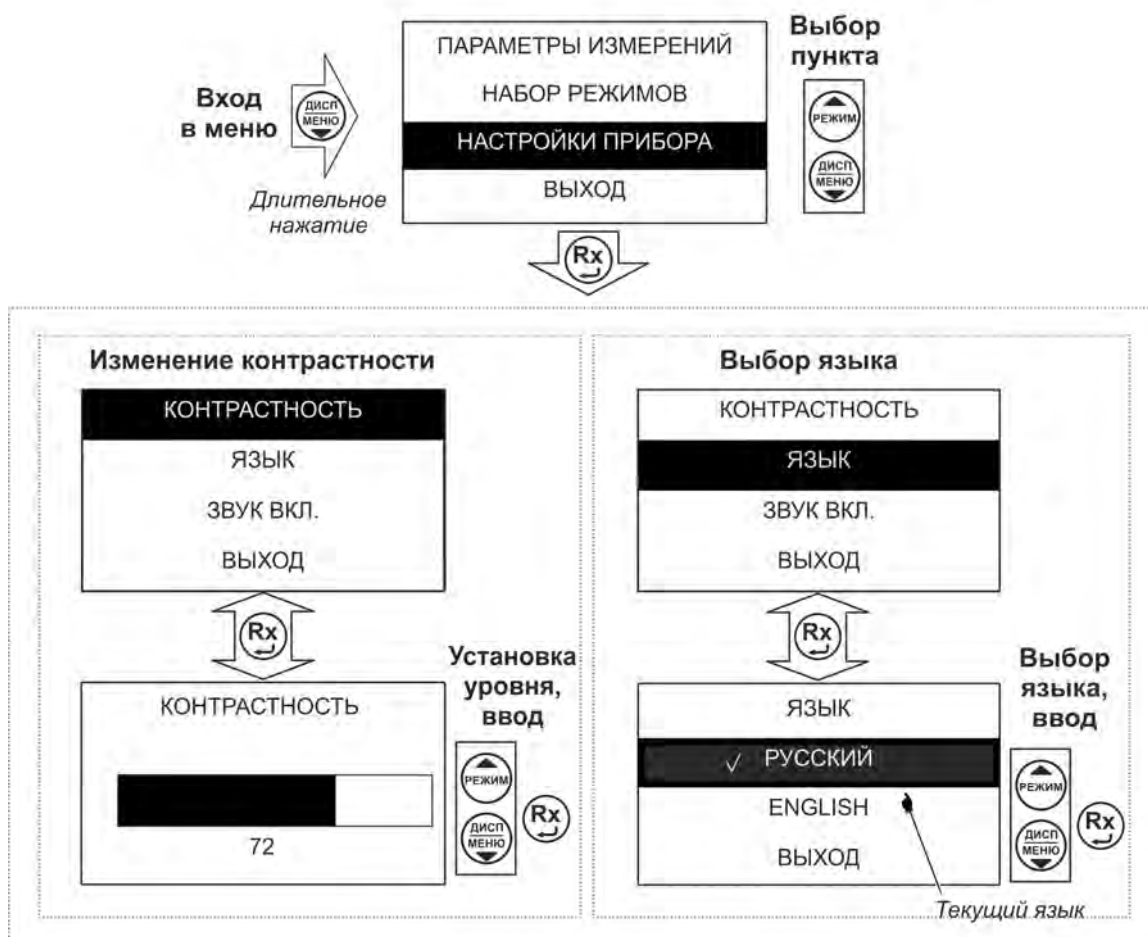 Вход
в меню
ДИСП
МЕНЮ
Длительное
нажатие
ПАРАМЕТРЫ ИЗМЕРЕНИЙ
НАБОР РЕЖИМОВ
НАСТРОЙКИ ПРИБОРА
ВЫХОД
Выбор
пункта
РЕЖИМ
ДИСП
МЕНЮ
Rx
Изменение контрастности
КОНТРАСТНОСТЬ
ЯЗЫК
ЗВУК ВКЛ.
ВЫХОД
Rx
КОНТРАСТНОСТЬ
72
Установка
уровня,
ввод
РЕЖИМ
ДИСП
МЕНЮ
Rx
Выбор языка
КОНТРАСТНОСТЬ
ЯЗЫК
ЗВУК ВКЛ.
ВЫХОД
Rx
ЯЗЫК
✓ РУССКИЙ
ENGLISH
ВЫХОД
Выбор
языка,
ввод
РЕЖИМ
ДИСП
МЕНЮ
Rx
Текущий язык